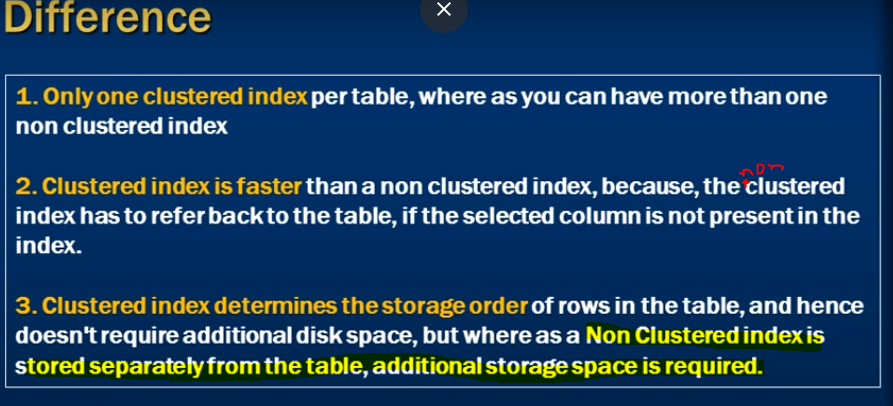 Difference
1. Only one clustered index per table, where as you can have more than one
non clustered index
non
2. Clustered index is faster than a non clustered index, because, the clustered
index has to refer back to the table, if the selected column is not present in the
index.
3. Clustered index determines the storage order of rows in the table, and hence
doesn't require additional disk space, but where as a Non Clustered index is
stored separately from the table, additional storage space is required.